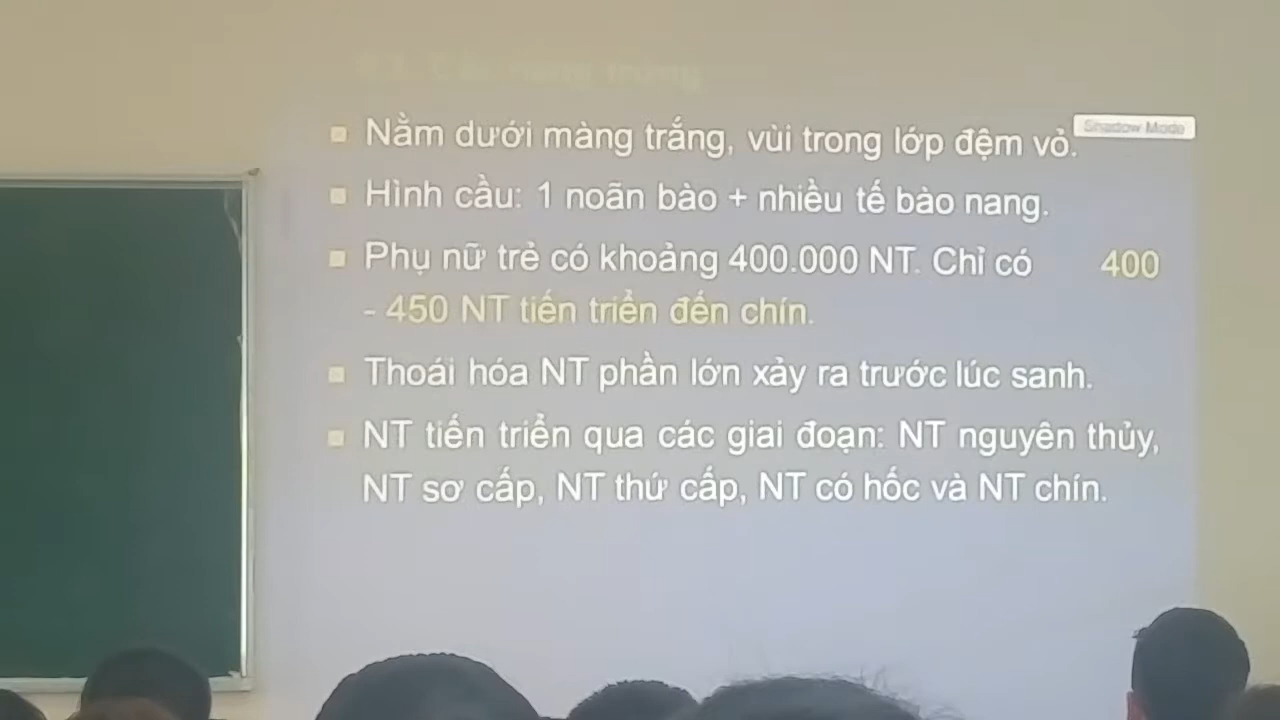 Nằm dưới màng trắng, vùi trong lớp đệm vỏ.
Shadow Mode
Hình cầu: 1 noãn bào + nhiều tế bào nang.
Phụ nữ trẻ có khoảng 400.000 NT. Chỉ có 400
- 450 NT tiến triển đến chín.
Thoái hóa NT phần lớn xảy ra trước lúc sanh.
NT tiến triển qua các giai đoạn: NT nguyên thủy,
NT sơ cấp, NT thứ cấp, NT có hốc và NT chín.